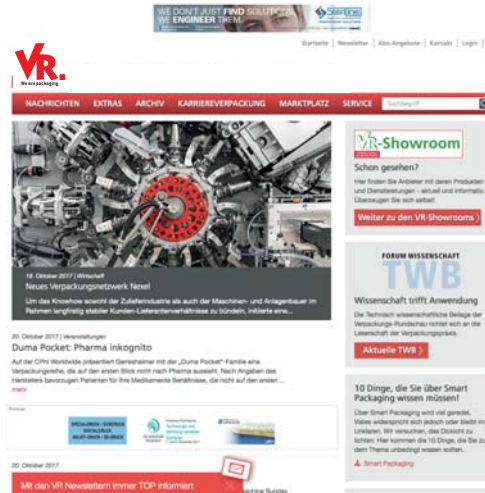 WE DON'T JUST FIND SOLUTIONS
WE ENGINEER THEM.
Startseite | Newsletter | Abo-Angebote | Kontakt | Login |
VR.
We are packaging
NACHRICHTEN EXTRAS ARCHIV KARRIEREVERPACKUNG MARKTPLATZ SERVICE Suchbegriff
VR-Showroom
Schon gesehen?
Hier finden Sie Anbieter mit deren Produkten
und Dienstleistungen - aktuell und informativ.
Überzeugen Sie sich selbst!
Weiter zu den VR-Showrooms
19. Oktober 2017 | Wirtschaft
Neues Verpackungsnetzwerk Nexel
Um das Knowhow sowohl der Zulieferindustrie als auch der Maschinen- und Anlagenbauer im
Rahmen langfristig stabiler Kunden-Lieferantenverhältnisse zu bündeln, initiierte eine...
FORUM WISSENSCHAFT
TWB
Wissenschaft trifft Anwendung
Die Technisch wissenschaftliche Beilage der
Verpackungs-Rundschau richtet sich an die
Leserschaft der Verpackungspraxis.
Aktuelle TWB
20. Oktober 2017 | Veranstaltungen
Duma Pocket: Pharma inkognito
Auf der CPhI Worldwide präsentiert Gerresheimer mit der „Duma Pocket“-Familie eine
Verpackungsreihe, die auf den ersten Blick nicht nach Pharma aussieht. Nach Angaben des
Herstellers bevorzugen Patienten für ihre Medikamente Behältnisse, die nicht auf den ersten ...
mehr
10 Dinge, die Sie über Smart
Packaging wissen müssen!
Über Smart Packaging wird viel geredet.
Vieles widerspricht sich jedoch oder bleibt im
Unklaren. Wir versuchen, das Dickicht zu
lichten: Hier kommen die 10 Dinge, die Sie zu
dem Thema unbedingt wissen sollten.
Smart Packaging
Anzeige
20. Oktober 2017
Mit den VR Newslettern immer TOP informiert
achine Sunday